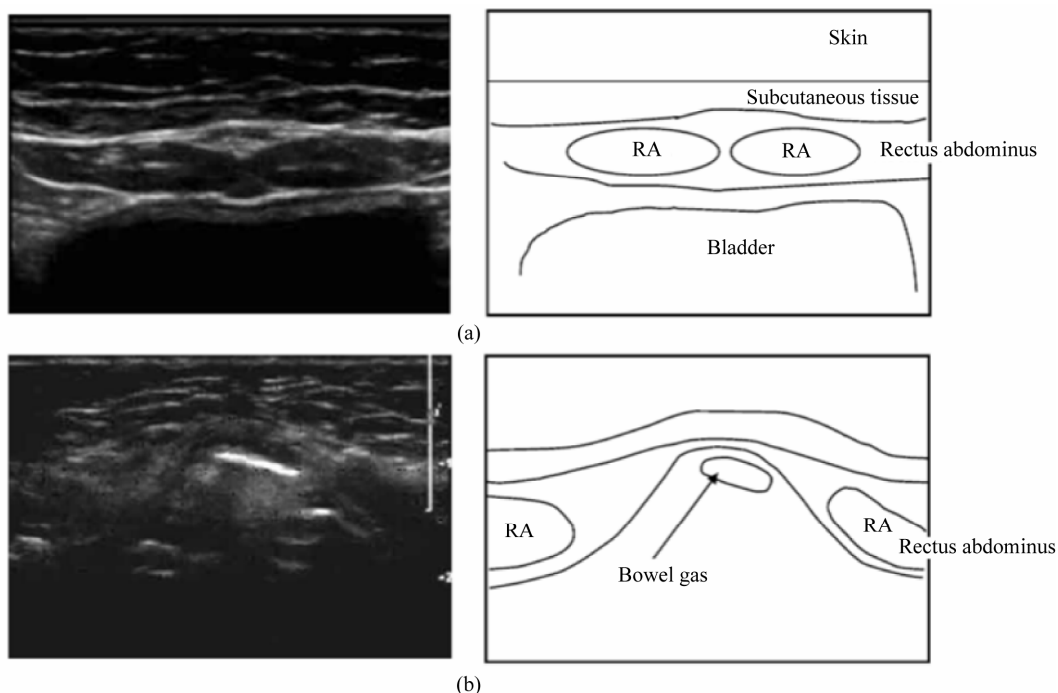 Skin
Subcutaneous tissue
RA
RA
Rectus abdominus
Bladder
(a)
RA
RA
Rectus abdominus
Bowel gas
(b)